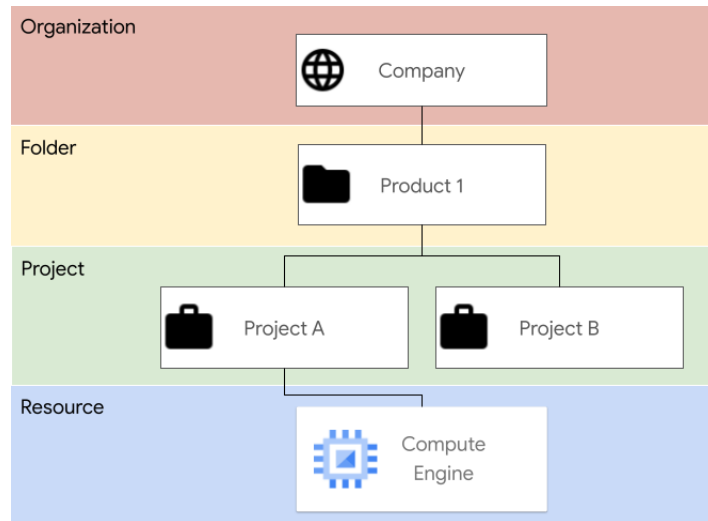 Organization
Company
Folder
Product 1
Project
Project A
Project B
Resource
Compute
Engine